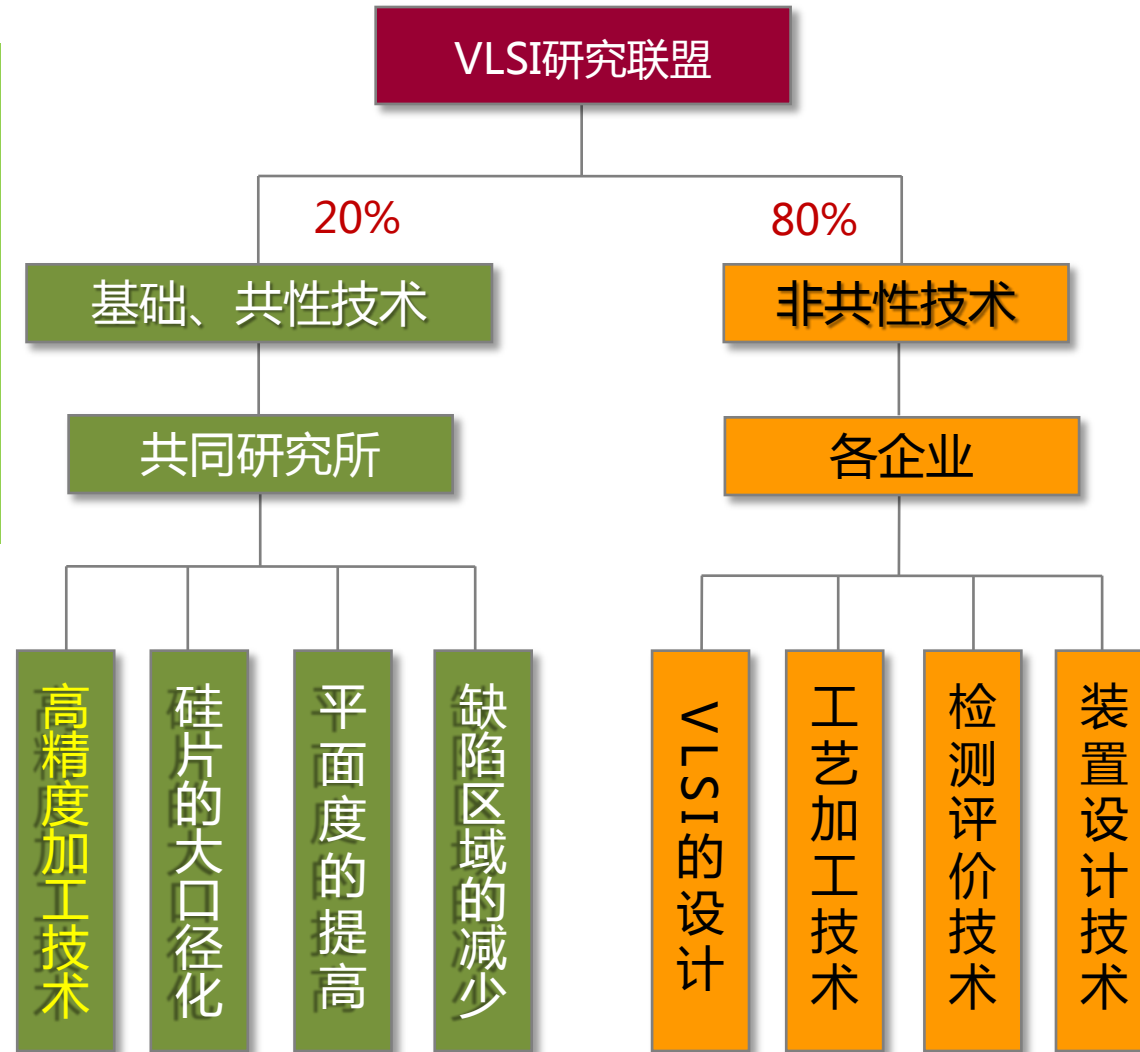 VLSI研究联盟
20%
80%
基础、共性技术
非共性技术
共同研究所
各企业
高精度加工技术
硅片的大口径化
平面度的提高
缺陷区域的减少
VLSI的设计
工艺加工技术
检测评价技术
装置设计技术